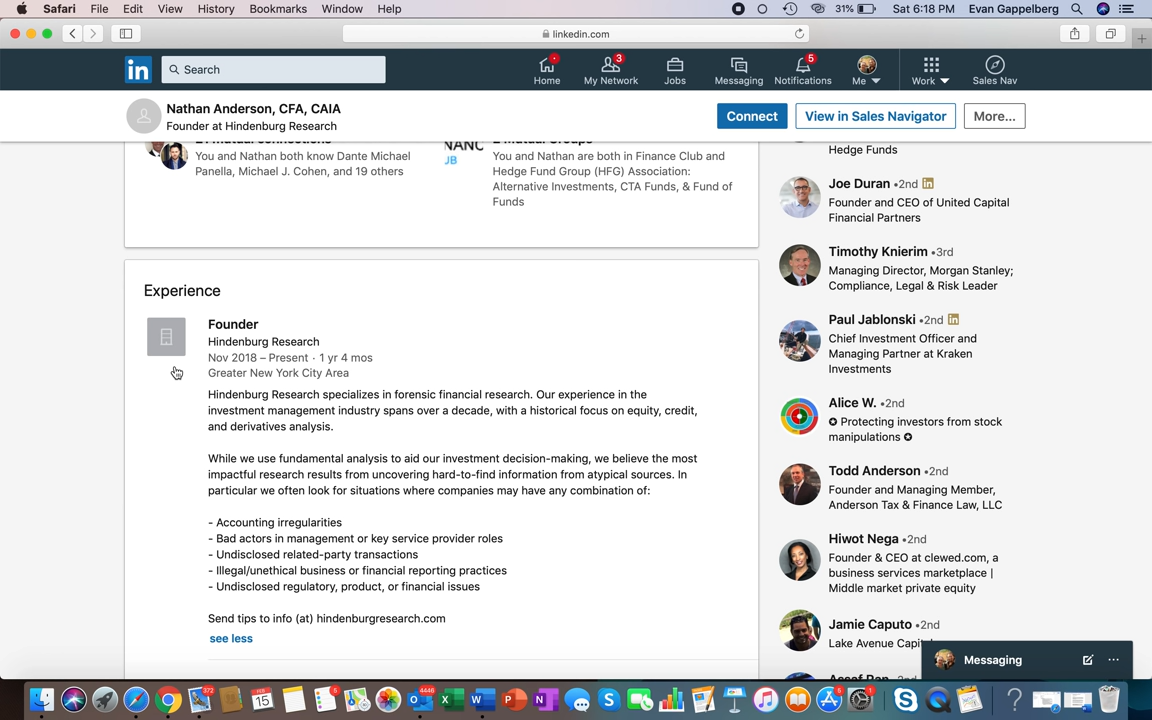 Safari File Edit View History Bookmarks Window Help
31% Sat 6:18 PM Evan Gappelberg
linkedin.com
in
Search
Home
3
My Network
Jobs
Messaging
5
Notifications
Me
Work
Sales Nav
Nathan Anderson, CFA, CAIA
Founder at Hindenburg Research
Connect
View in Sales Navigator
More...
You and Nathan both know Dante Michael
Panella, Michael J. Cohen, and 19 others
You and Nathan are both in Finance Club and
Hedge Fund Group (HFG) Association:
Alternative Investments, CTA Funds, & Fund of
Funds
Experience
Founder
Hindenburg Research
Nov 2018 – Present · 1 yr 4 mos
Greater New York City Area
Hindenburg Research specializes in forensic financial research. Our experience in the
investment management industry spans over a decade, with a historical focus on equity, credit,
and derivatives analysis.
While we use fundamental analysis to aid our investment decision-making, we believe the most
impactful research results from uncovering hard-to-find information from atypical sources. In
particular we often look for situations where companies may have any combination of:
- Accounting irregularities
- Bad actors in management or key service provider roles
- Undisclosed related-party transactions
- Illegal/unethical business or financial reporting practices
- Undisclosed regulatory, product, or financial issues
Send tips to info (at) hindenburgresearch.com
see less
Hedge Funds
Joe Duran • 2nd in
Founder and CEO of United Capital
Financial Partners
Timothy Knierim • 3rd
Managing Director, Morgan Stanley;
Compliance, Legal & Risk Leader
Paul Jablonski • 2nd in
Chief Investment Officer and
Managing Partner at Kraken
Investments
Alice W. • 2nd
✪ Protecting investors from stock
manipulations ✪
Todd Anderson • 2nd
Founder and Managing Member,
Anderson Tax & Finance Law, LLC
Hiwot Nega • 2nd
Founder & CEO at clewed.com, a
business services marketplace |
Middle market private equity
Jamie Caputo • 2nd
Lake Avenue Capi
Messaging
372
15
4446